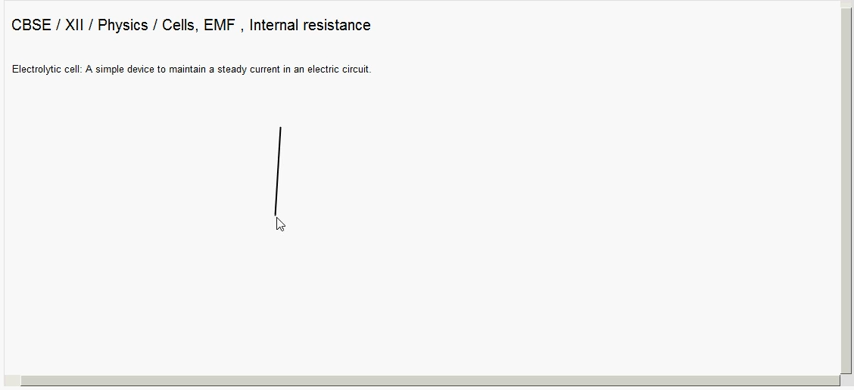 CBSE / XII / Physics / Cells, EMF , Internal resistance
Electrolytic cell: A simple device to maintain a steady current in an electric circuit.